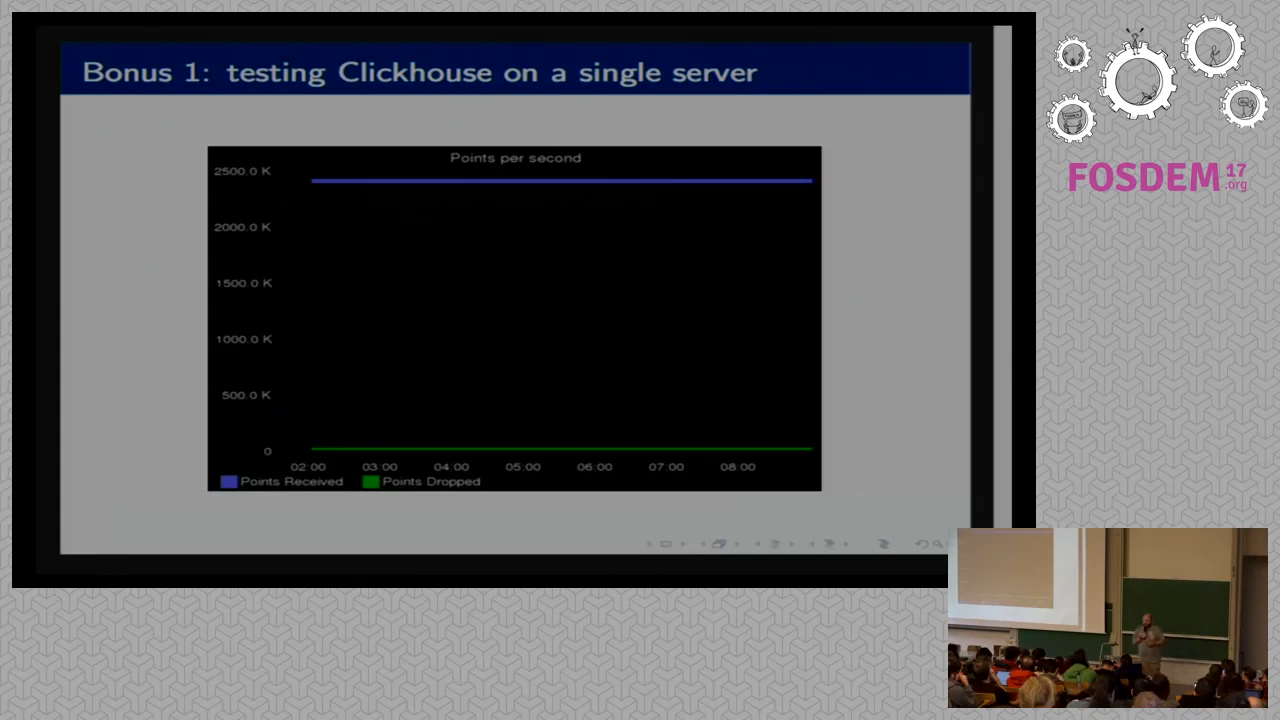 Bonus 1: testing Clickhouse on a single server
Points per second
2500.0 K
2000.0 K
1500.0 K
1000.0 K
500.0 K
0
02:00 03:00 04:00 05:00 06:00 07:00 08:00
Points Received Points Dropped
FOSDEM 17
.org